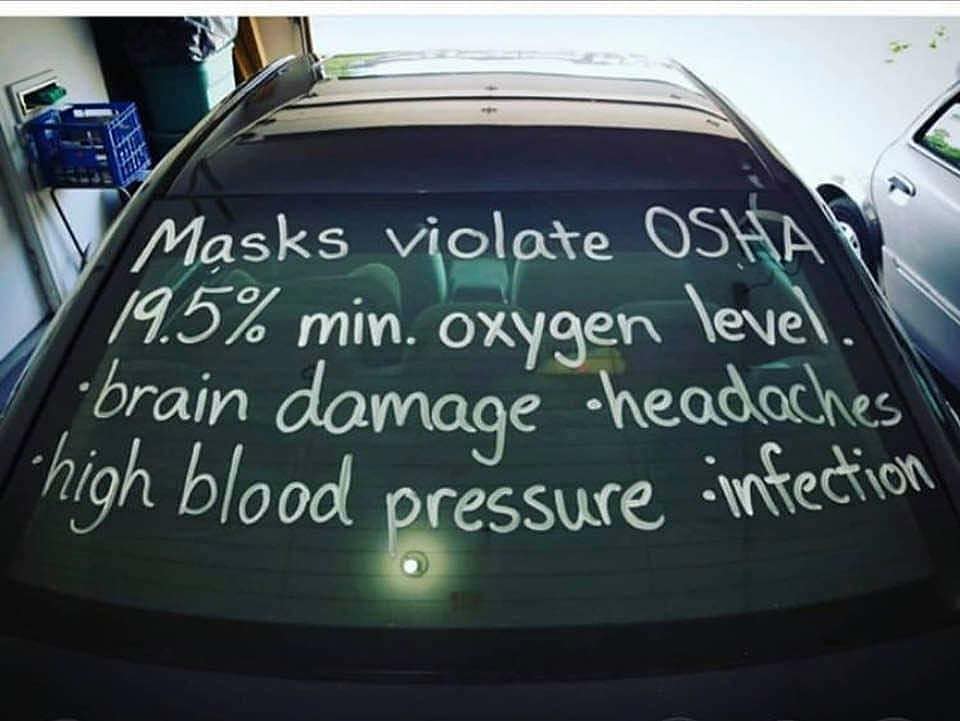 Masks violate OSHA
19.5% min. oxygen level.
·brain damage ·headaches
·high blood pressure ·infection